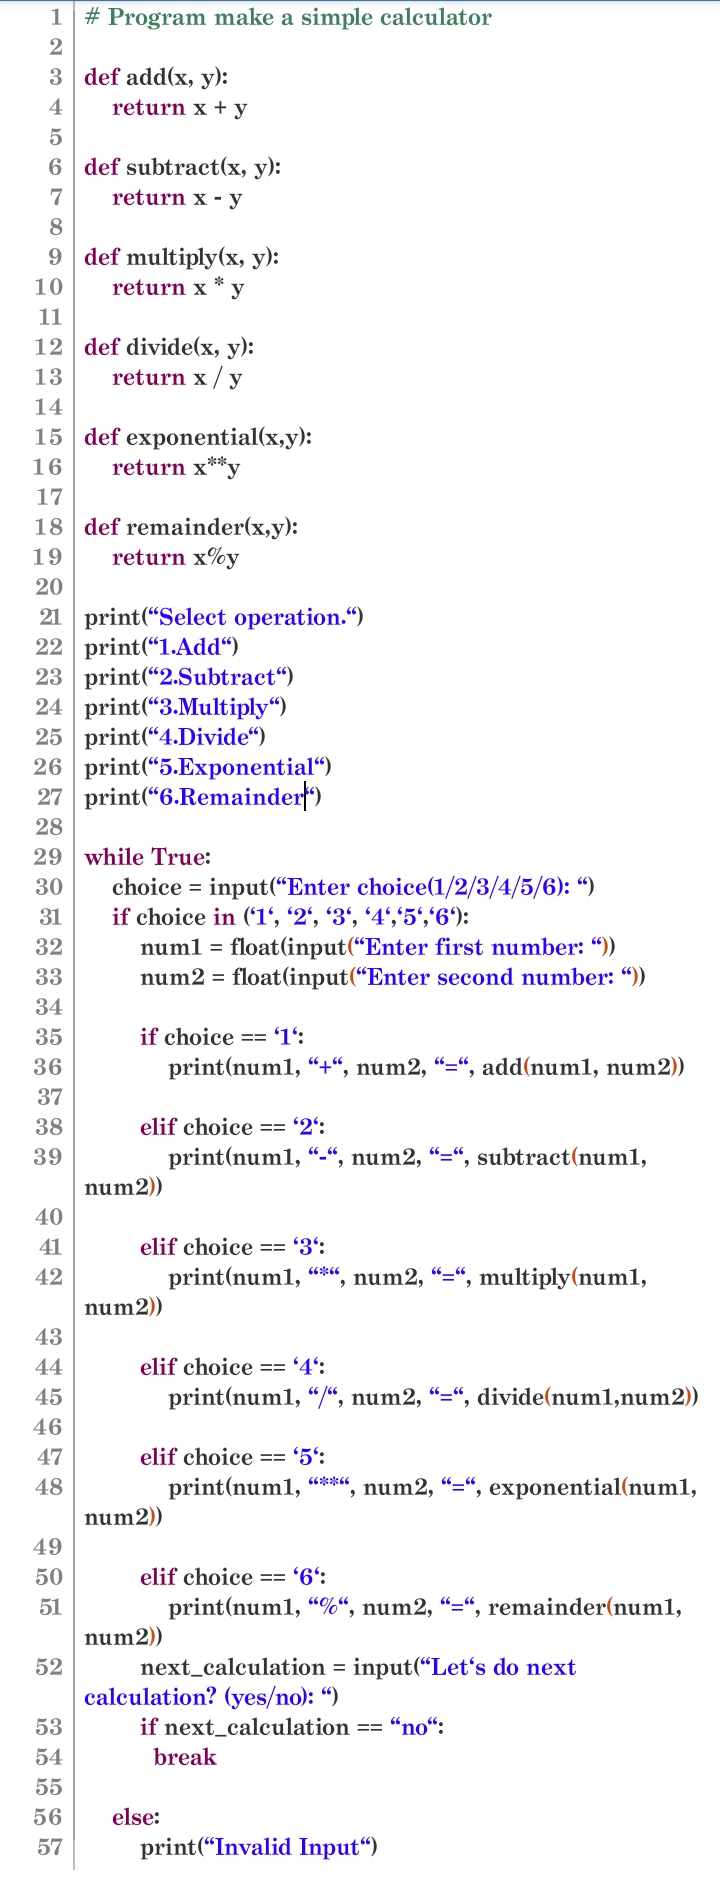 1 # Program make a simple calculator
2
3 def add(x, y):
4     return x + y
5
6 def subtract(x, y):
7     return x - y
8
9 def multiply(x, y):
10     return x * y
11
12 def divide(x, y):
13     return x / y
14
15 def exponential(x,y):
16     return x**y
17
18 def remainder(x,y):
19     return x%y
20
21 print(“Select operation.“)
22 print(“1.Add“)
23 print(“2.Subtract“)
24 print(“3.Multiply“)
25 print(“4.Divide“)
26 print(“5.Exponential“)
27 print(“6.Remainder“)
28
29 while True:
30     choice = input(“Enter choice(1/2/3/4/5/6): “)
31     if choice in (‘1‘, ‘2‘, ‘3‘, ‘4‘,‘5‘,‘6‘):
32         num1 = float(input(“Enter first number: “))
33         num2 = float(input(“Enter second number: “))
34
35         if choice == ‘1‘:
36             print(num1, “+“, num2, “=“, add(num1, num2))
37
38         elif choice == ‘2‘:
39             print(num1, “-“, num2, “=“, subtract(num1,
num2))
40
41         elif choice == ‘3‘:
42             print(num1, “*“, num2, “=“, multiply(num1,
num2))
43
44         elif choice == ‘4‘:
45             print(num1, “/“, num2, “=“, divide(num1,num2))
46
47         elif choice == ‘5‘:
48             print(num1, “**“, num2, “=“, exponential(num1,
num2))
49
50         elif choice == ‘6‘:
51             print(num1, “%“, num2, “=“, remainder(num1,
num2))
52         next_calculation = input(“Let‘s do next
calculation? (yes/no): “)
53         if next_calculation == “no“:
54           break
55
56     else:
57         print(“Invalid Input“)